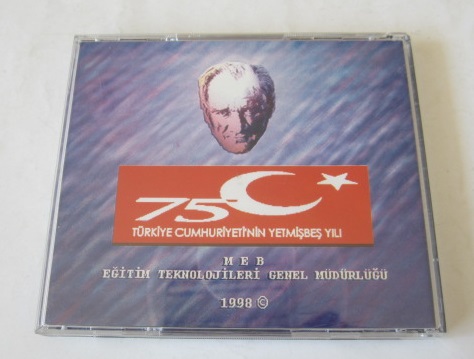 75
TÜRKİYE CUMHURİYETİ'NİN YETMİŞBEŞ YILI
M E B
EĞİTİM TEKNOLOJİLERİ GENEL MÜDÜRLÜĞÜ
1998 ©